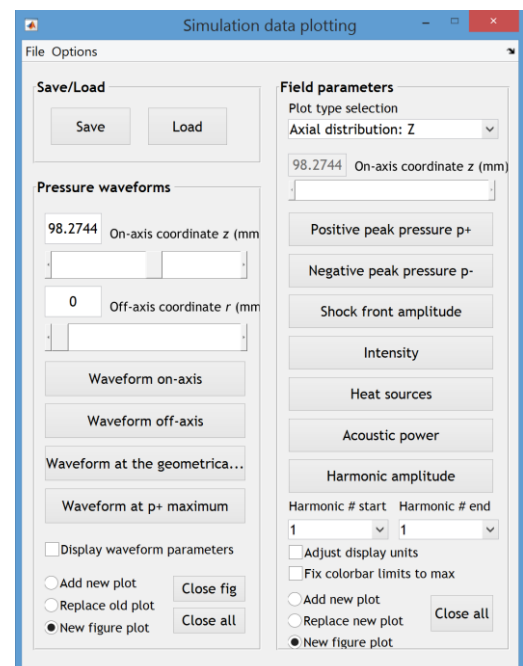 Simulation data plotting
File Options
Save/Load
Save
Load
Pressure waveforms
98.2744
On-axis coordinate z (mm
0
Off-axis coordinate r (mm
Waveform on-axis
Waveform off-axis
Waveform at the geometrica...
Waveform at p+ maximum
Display waveform parameters
Add new plot
Replace old plot
New figure plot
Close fig
Close all
Field parameters
Plot type selection
Axial distribution: Z
98.2744
On-axis coordinate z (mm)
Positive peak pressure p+
Negative peak pressure p-
Shock front amplitude
Intensity
Heat sources
Acoustic power
Harmonic amplitude
Harmonic # start Harmonic # end
1 1
Adjust display units
Fix colorbar limits to max
Add new plot
Replace new plot
New figure plot
Close all